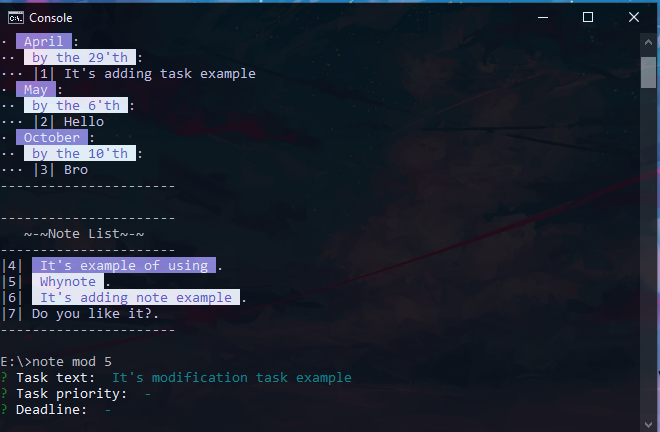 Console
· April :
·· by the 29'th :
··· |1| It's adding task example
· May :
·· by the 6'th :
··· |2| Hello
· October :
·· by the 10'th :
··· |3| Bro
----------------------
----------------------
~-~Note List~-~
----------------------
|4| It's example of using .
|5| Whynote .
|6| It's adding note example .
|7| Do you like it?.
----------------------
E:\>note mod 5
? Task text: It's modification task example
? Task priority: -
? Deadline: -